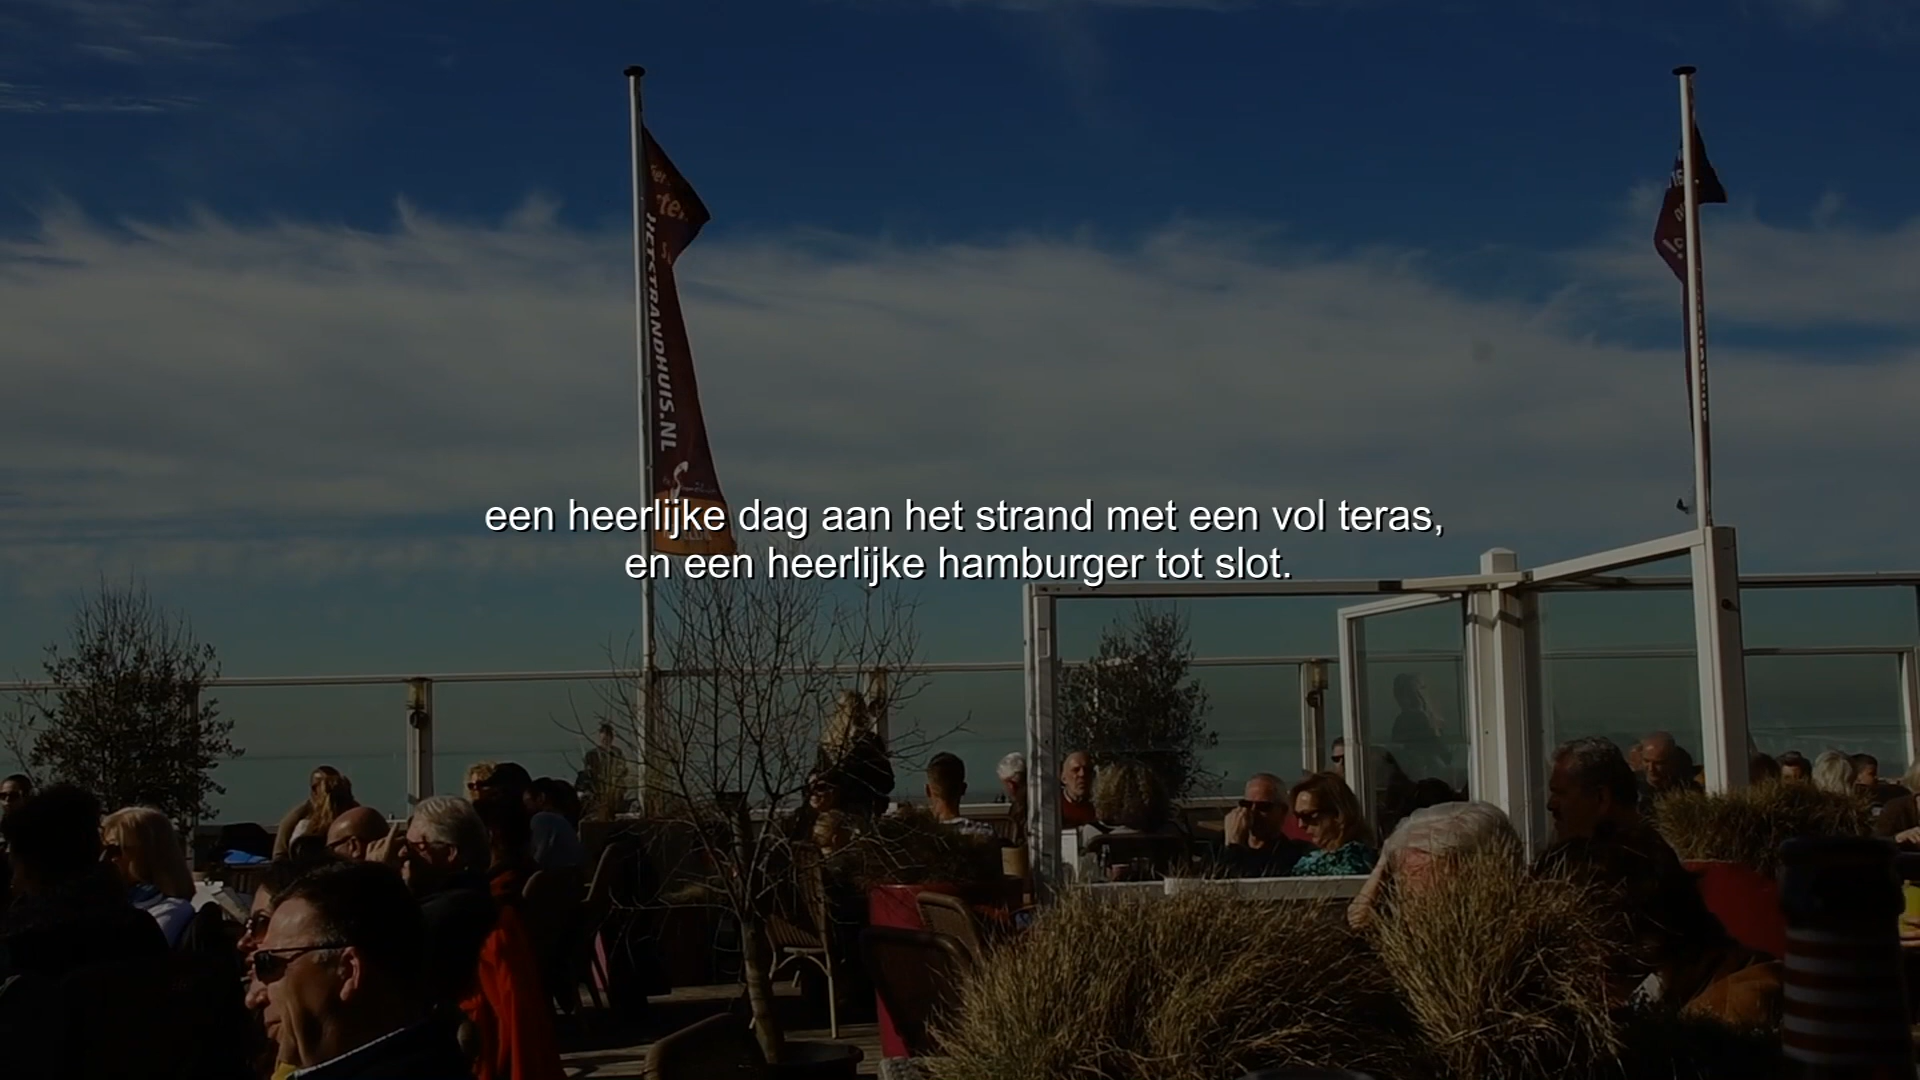 HETSTRANDHUIS.NL
een heerlijke dag aan het strand met een vol teras,
en een heerlijke hamburger tot slot.